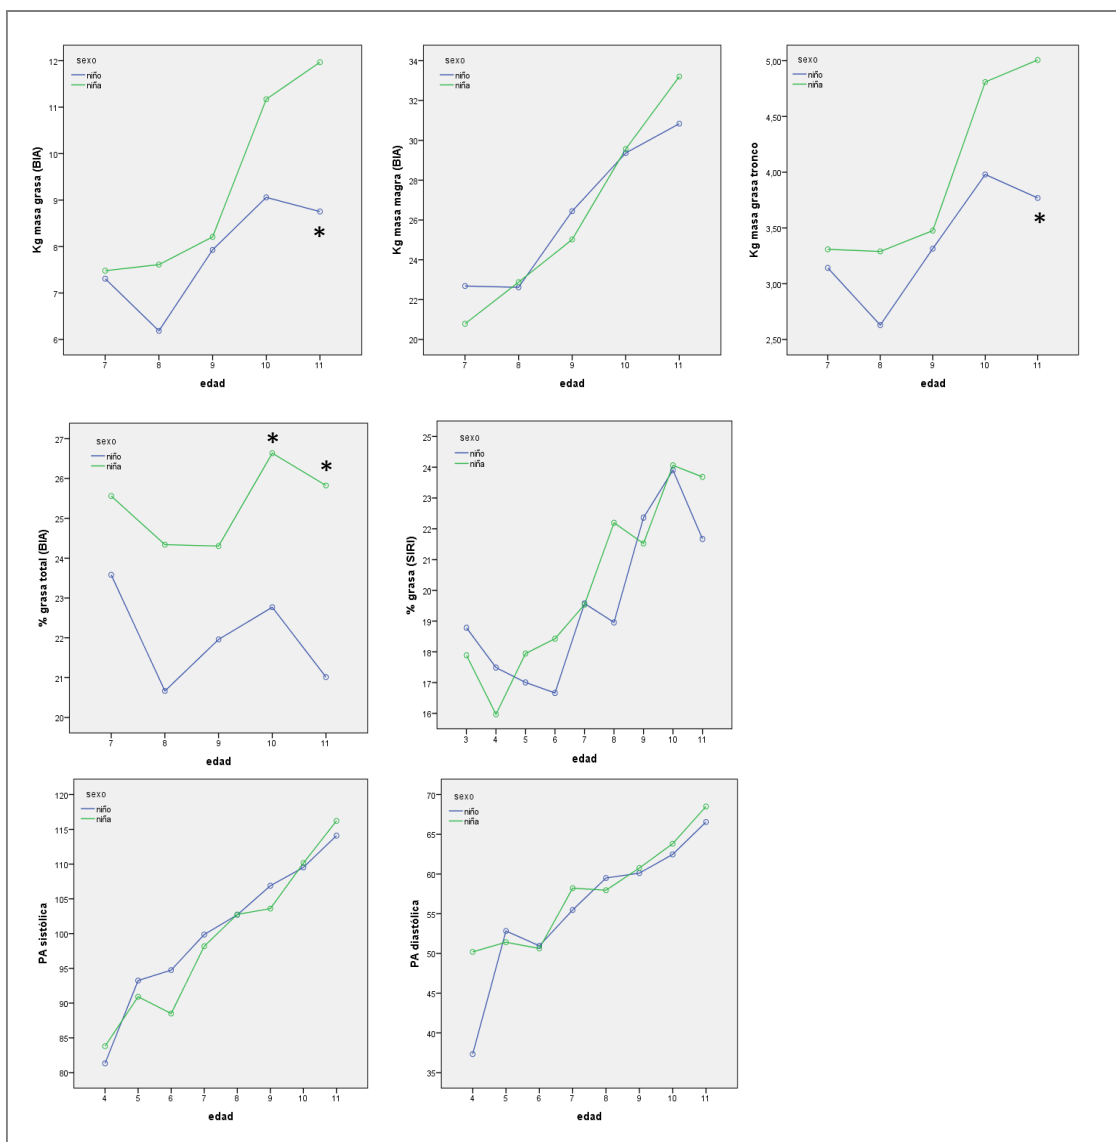 sexo
niño
niña
12
11
10
9
8
7
6
Kg masa grasa (BIA)
7 8 9 10 11
edad
*
sexo
niño
niña
34
32
30
28
26
24
22
20
Kg masa magra (BIA)
7 8 9 10 11
edad
sexo
niño
niña
5,00
4,50
4,00
3,50
3,00
2,50
Kg masa grasa tronco
7 8 9 10 11
edad
*
sexo
niño
niña
27
26
25
24
23
22
21
20
% grasa total (BIA)
7 8 9 10 11
edad
* *
sexo
niño
niña
25
24
23
22
21
20
19
18
17
16
% grasa (SIRI)
3 4 5 6 7 8 9 10 11
edad
sexo
niño
niña
120
115
110
105
100
95
90
85
80
PA sistólica
4 5 6 7 8 9 10 11
edad
sexo
niño
niña
70
65
60
55
50
45
40
35
PA diastólica
4 5 6 7 8 9 10 11
edad